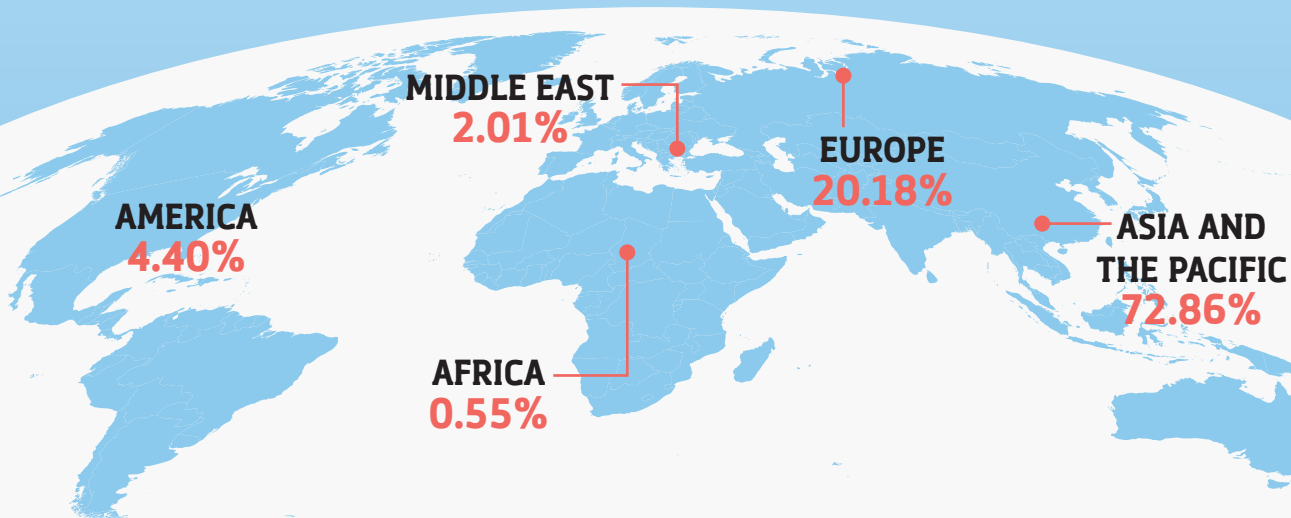 MIDDLE EAST
2.01%
EUROPE
20.18%
AMERICA
4.40%
ASIA AND
THE PACIFIC
72.86%
AFRICA
0.55%